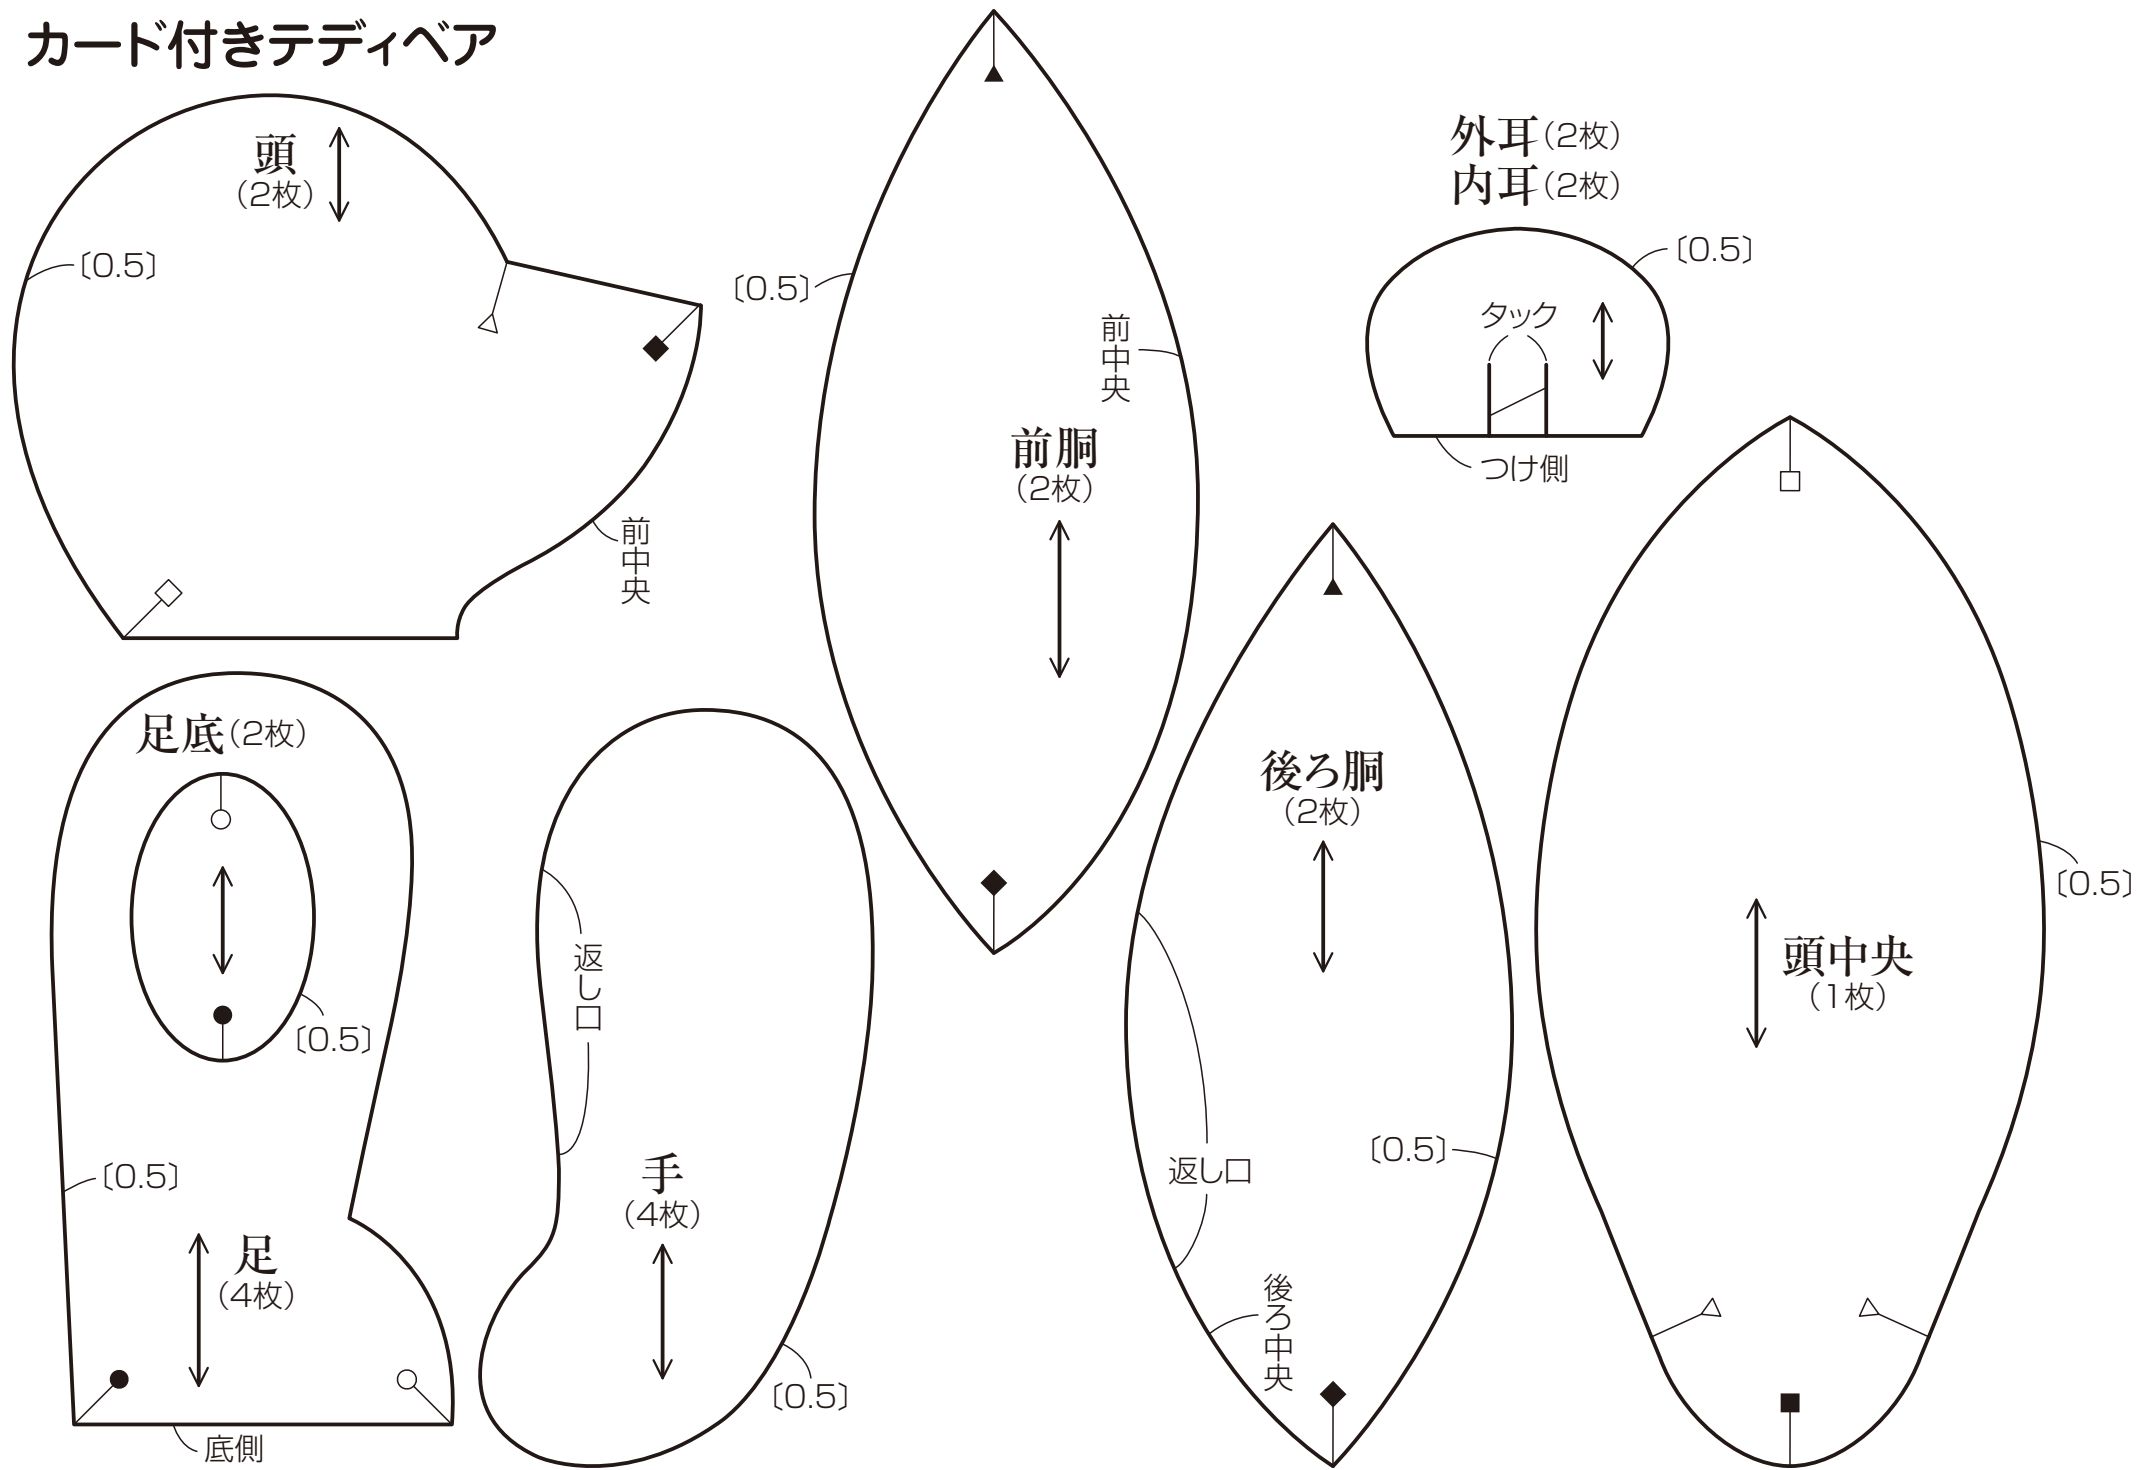 カード付きテディベア
頭
(2枚)
〔0.5〕
前中央
〔0.5〕
前中央
前胴
(2枚)
外耳(2枚)
内耳(2枚)
〔0.5〕
タック
つけ側
足底(2枚)
〔0.5〕
〔0.5〕
足
(4枚)
底側
返し口
手
(4枚)
〔0.5〕
後ろ胴
(2枚)
返し口
〔0.5〕
後ろ中央
頭中央
(1枚)
〔0.5〕